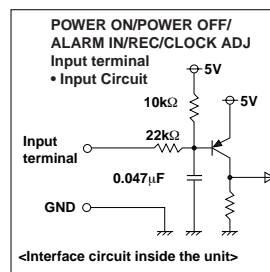 POWER ON/POWER OFF/
ALARM IN/REC/CLOCK ADJ
Input terminal
• Input Circuit
5V
10kΩ
5V
Input
terminal
22kΩ
0.047µF
GND
<Interface circuit inside the unit>